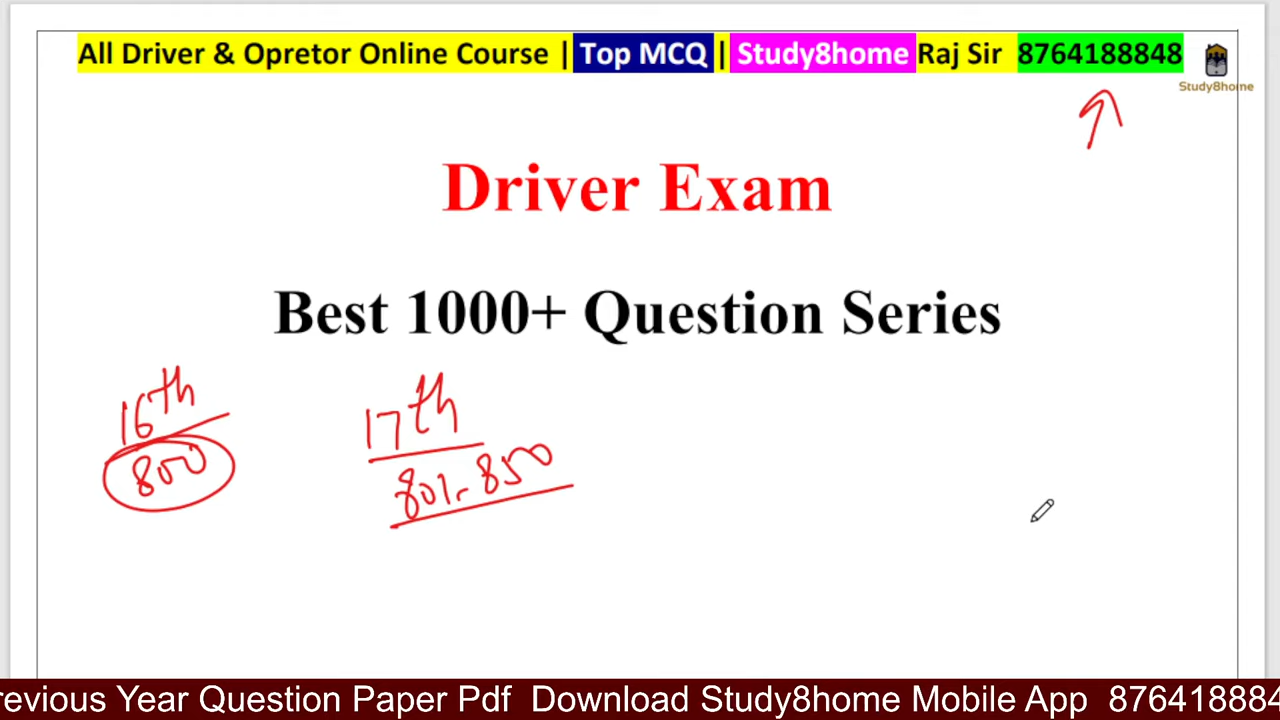 All Driver & Opretor Online Course | Top MCQ | Study8home Raj Sir 8764188848
Study8home
Driver Exam
Best 1000+ Question Series
16th
800
17th
801-850
revious Year Question Paper Pdf Download Study8home Mobile App 876418884